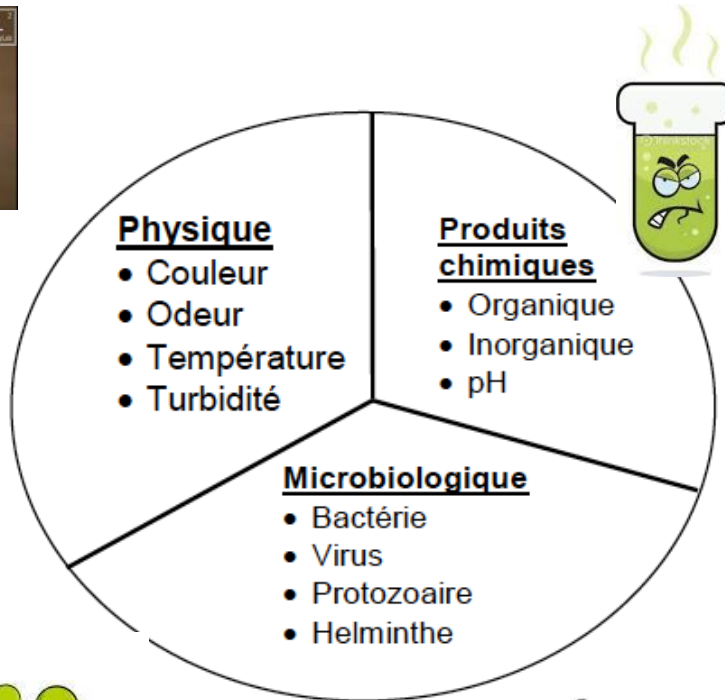 Physique
• Couleur
• Odeur
• Température
• Turbidité
Produits
chimiques
• Organique
• Inorganique
• pH
Microbiologique
• Bactérie
• Virus
• Protozoaire
• Helminthe